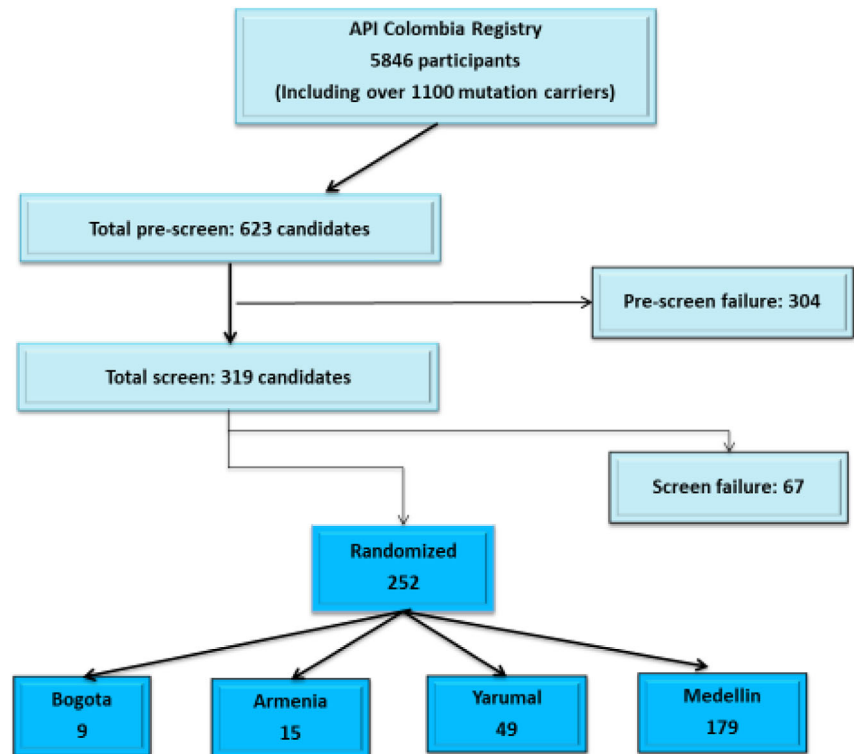 API Colombia Registry
5846 participants
(Including over 1100 mutation carriers)
Total pre-screen: 623 candidates
Pre-screen failure: 304
Total screen: 319 candidates
Screen failure: 67
Randomized
252
Bogota
9
Armenia
15
Yarumal
49
Medellin
179